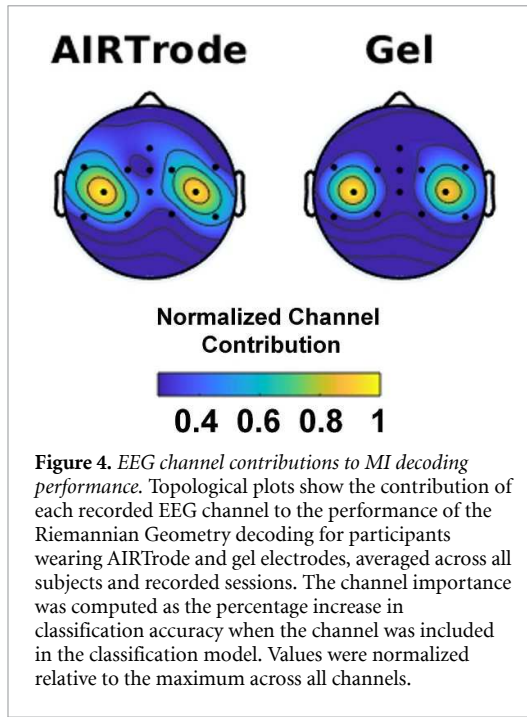 AIRTrode Gel
Normalized Channel
Contribution
0.4 0.6 0.8 1
Figure 4. EEG channel contributions to MI decoding
performance. Topological plots show the contribution of
each recorded EEG channel to the performance of the
Riemannian Geometry decoding for participants
wearing AIRTrode and gel electrodes, averaged across all
subjects and recorded sessions. The channel importance
was computed as the percentage increase in
classification accuracy when the channel was included
in the classification model. Values were normalized
relative to the maximum across all channels.